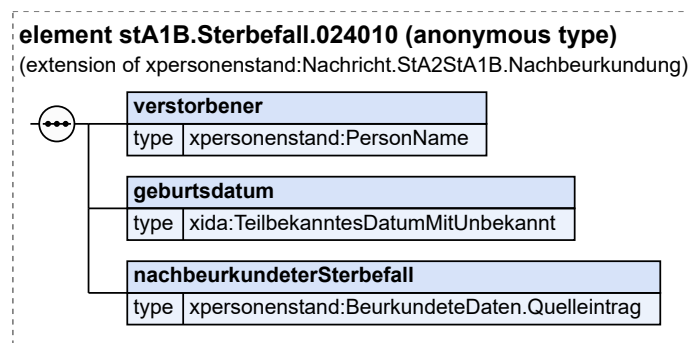 element stA1B.Sterbefall.024010 (anonymous type)
(extension of xpersonenstand:Nachricht.StA2StA1B.Nachbeurkundung)
verstorbener
type xpersonenstand:PersonName
geburtsdatum
type xida:TeilbekanntesDatumMitUnbekannt
nachbeurkundeterSterbefall
type xpersonenstand:BeurkundeteDaten.Quelleintrag